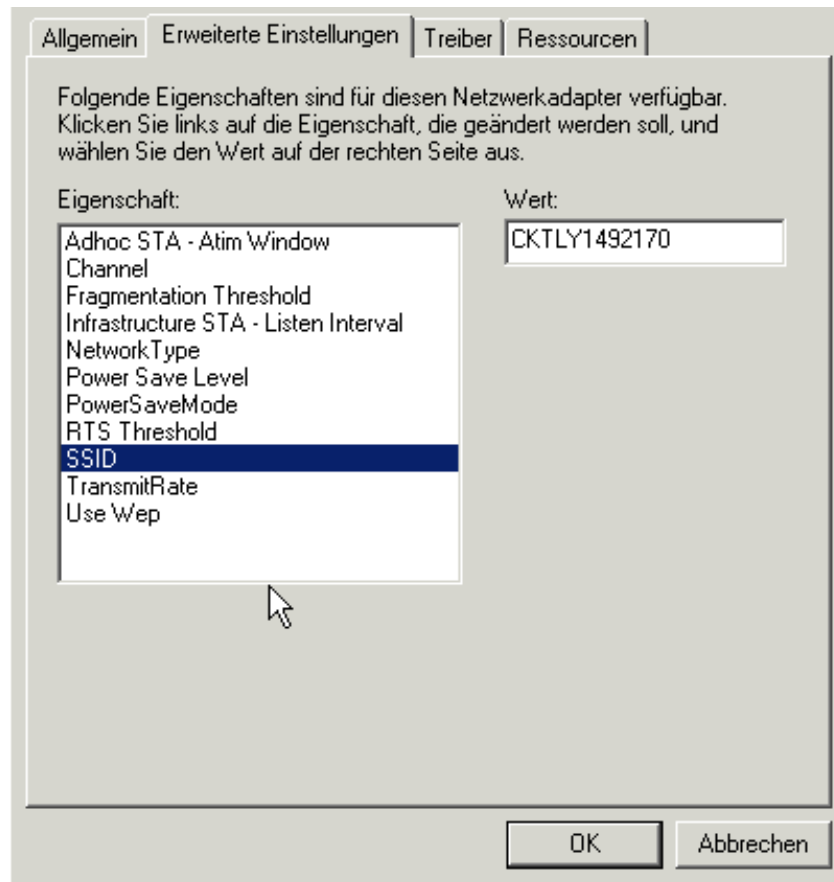 Allgemein Erweiterte Einstellungen Treiber Ressourcen
Folgende Eigenschaften sind für diesen Netzwerkadapter verfügbar.
Klicken Sie links auf die Eigenschaft, die geändert werden soll, und
wählen Sie den Wert auf der rechten Seite aus.
Eigenschaft:
Adhoc STA - Atim Window
Channel
Fragmentation Threshold
Infrastructure STA - Listen Interval
NetworkType
Power Save Level
PowerSaveMode
RTS Threshold
SSID
TransmitRate
Use Wep
Wert:
CKTLY1492170
OK Abbrechen